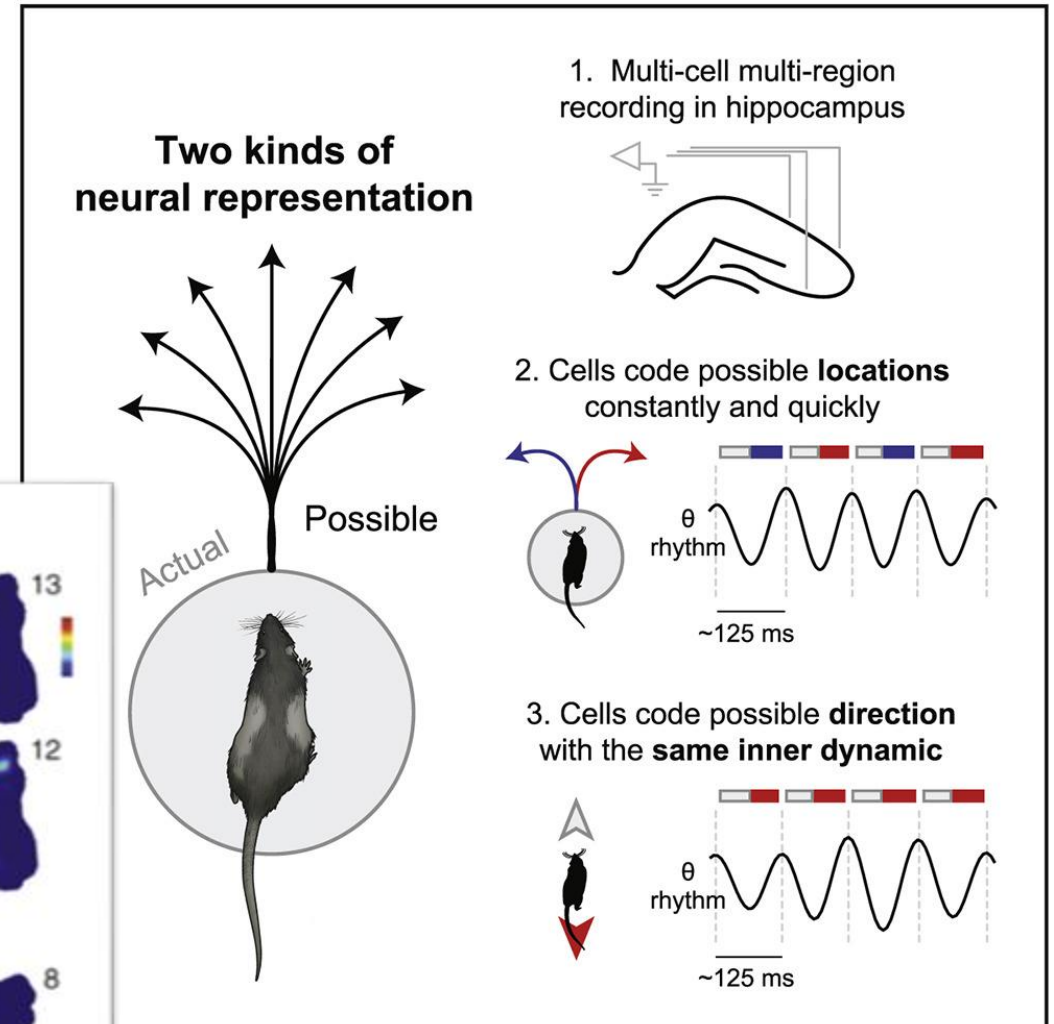 Two kinds of
neural representation
Possible
Actual
13
12
8
1. Multi-cell multi-region
recording in hippocampus
2. Cells code possible locations
constantly and quickly
θ
rhythm
~125 ms
3. Cells code possible direction
with the same inner dynamic
θ
rhythm
~125 ms